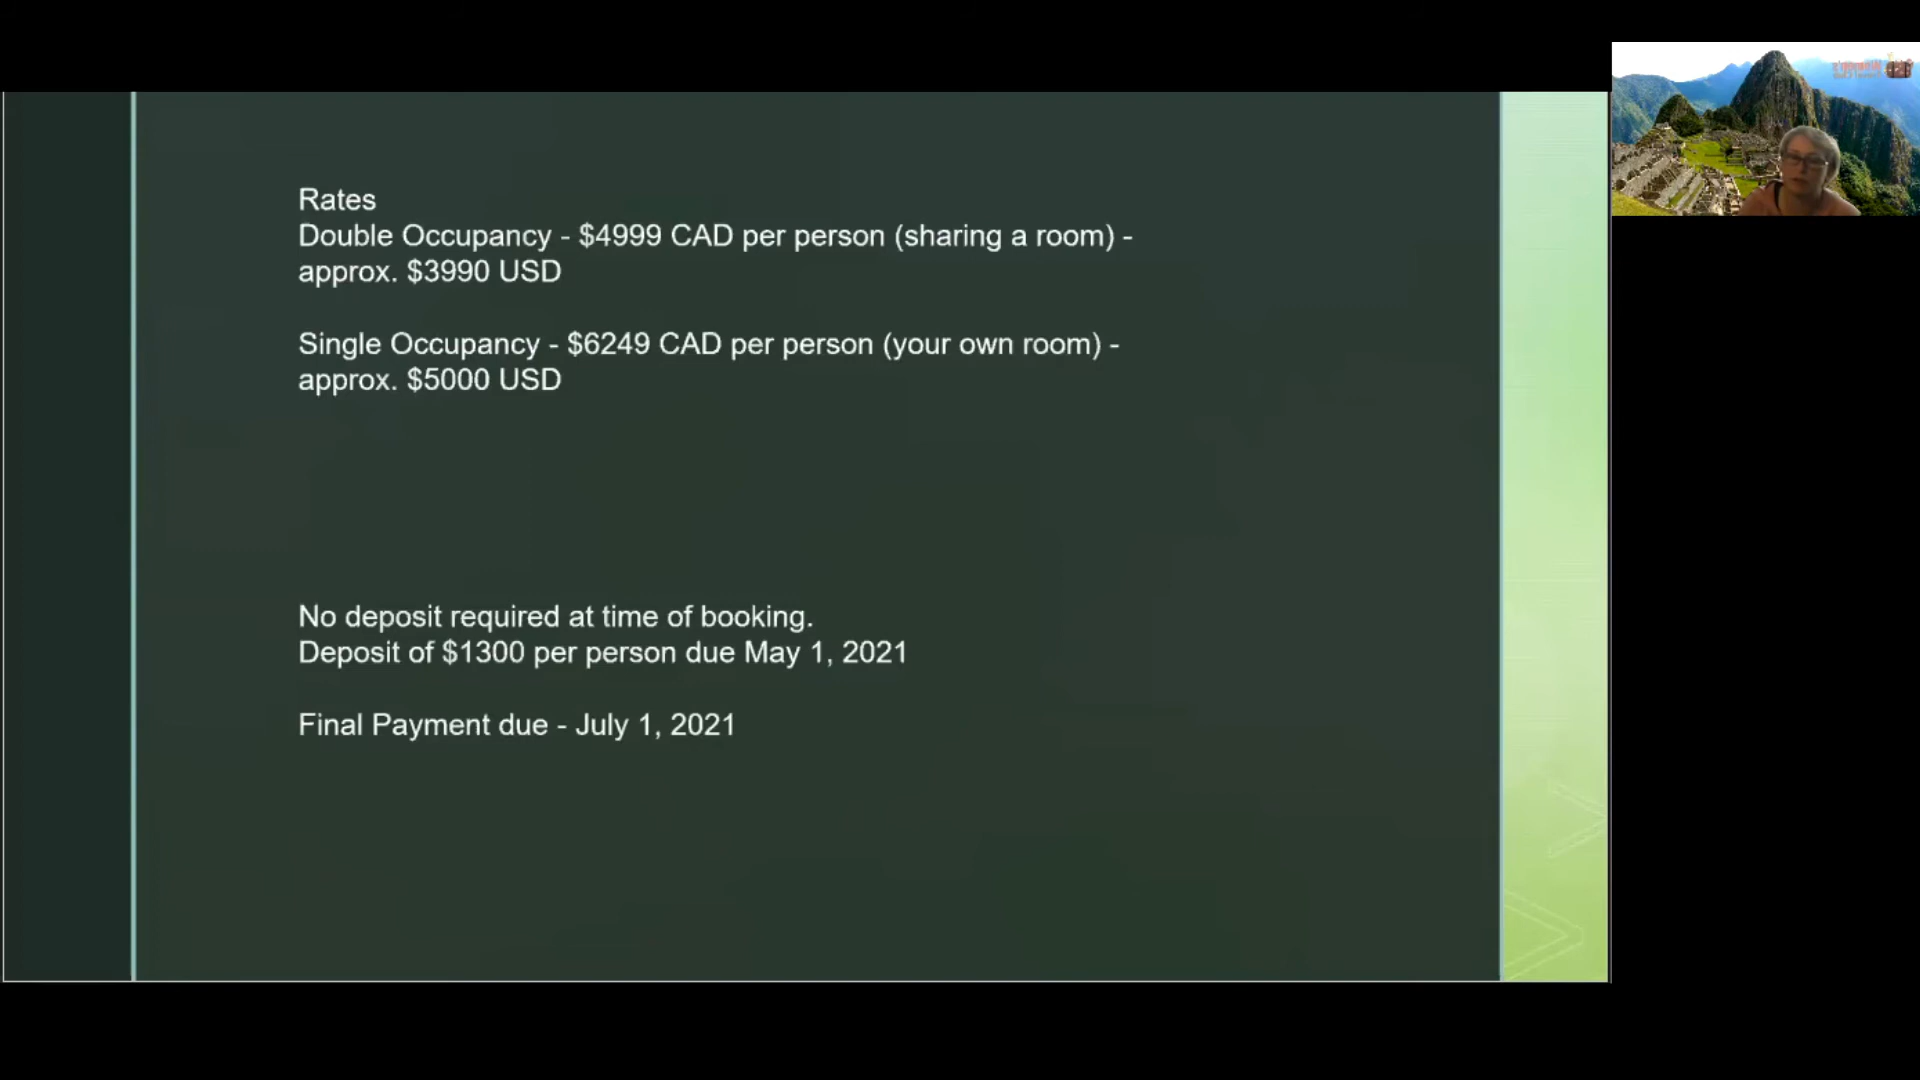 Rates
Double Occupancy - $4999 CAD per person (sharing a room) -
approx. $3990 USD
Single Occupancy - $6249 CAD per person (your own room) -
approx. $5000 USD
No deposit required at time of booking.
Deposit of $1300 per person due May 1, 2021
Final Payment due - July 1, 2021